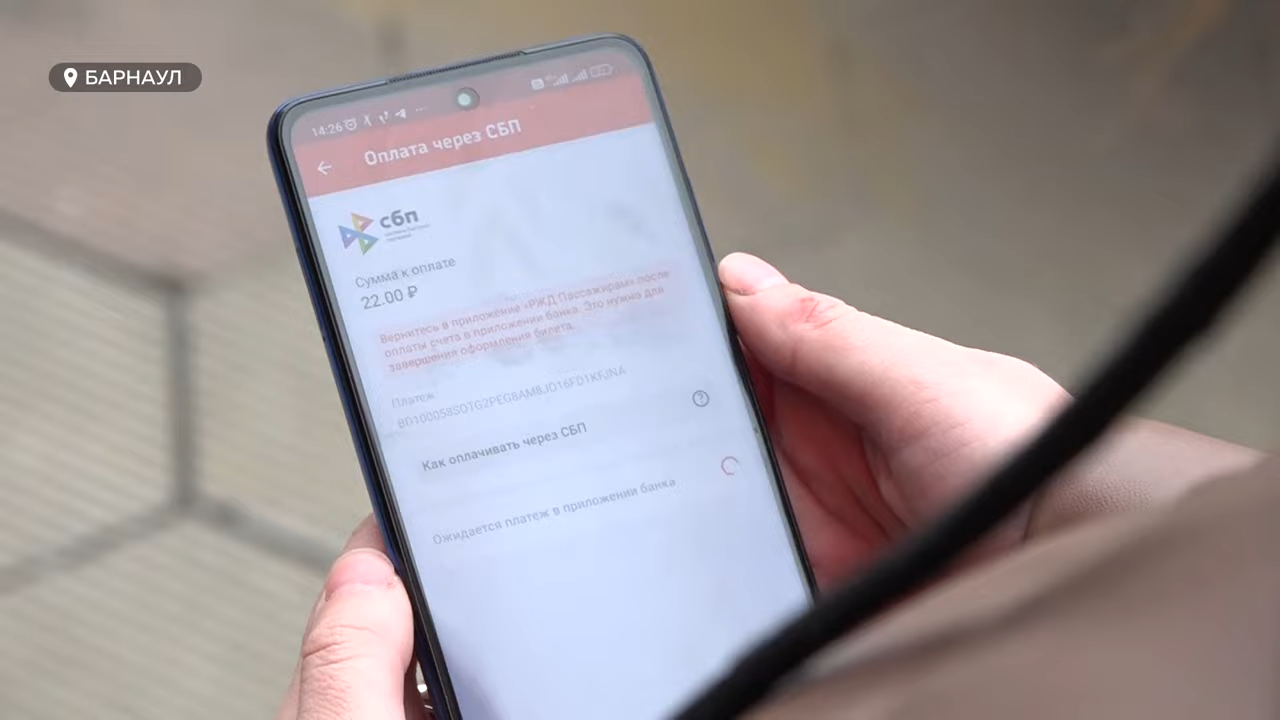 БАРНАУЛ
14:26
Оплата через СБП
сбп
Сумма к оплате
22.00 ₽
Вернитесь в приложение «РЖД Пассажирам» после
оплаты счета в приложении банка. Это нужно для
завершения оформления билета.
Платеж
Как оплачивать через СБП
Ожидается платеж в приложении банка